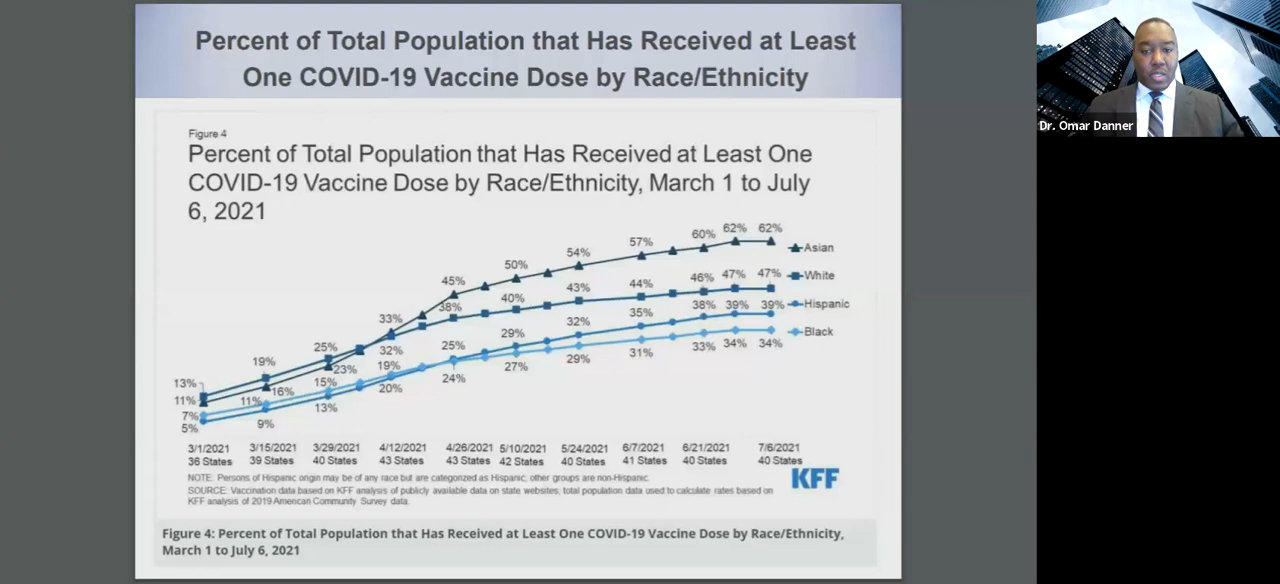 Percent of Total Population that Has Received at Least
One COVID-19 Vaccine Dose by Race/Ethnicity
Figure 4
Percent of Total Population that Has Received at Least One
COVID-19 Vaccine Dose by Race/Ethnicity, March 1 to July
6, 2021
62% 62%
60%
57%
54%
50%
45%
Asian
47% 47%
46%
44%
43%
40%
38%
White
33%
32%
25%
23%
19%
16%
13%
11%
39% 39%
38%
35%
32%
29%
25%
Hispanic
19%
20%
15%
13%
11%
9%
7%
5%
34% 34%
33%
31%
29%
27%
24%
Black
3/1/2021 3/15/2021 3/29/2021 4/12/2021 4/26/2021 5/10/2021 5/24/2021 6/7/2021 6/21/2021 7/6/2021
36 States 39 States 40 States 43 States 43 States 42 States 40 States 41 States 40 States 40 States
NOTE: Persons of Hispanic origin may be of any race but are categorized as Hispanic; other groups are non-Hispanic.
SOURCE: Vaccination data based on KFF analysis of publicly available data on state websites; total population data used to calculate rates based on
KFF analysis of 2019 American Community Survey data.
KFF
Figure 4: Percent of Total Population that Has Received at Least One COVID-19 Vaccine Dose by Race/Ethnicity,
March 1 to July 6, 2021
Dr. Omar Danner